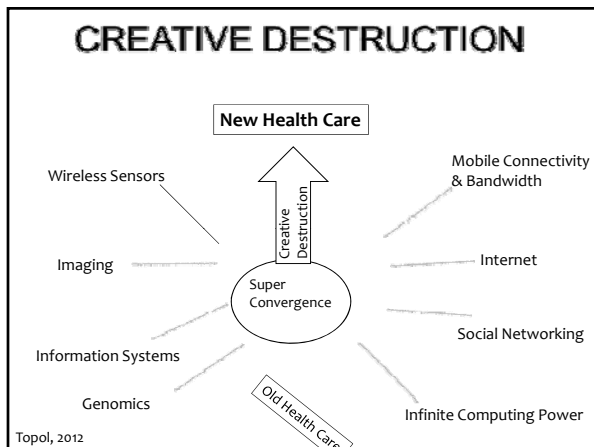 CREATIVE DESTRUCTION
New Health Care
Wireless Sensors
Mobile Connectivity
& Bandwidth
Creative
Destruction
Imaging
Internet
Super
Convergence
Social Networking
Information Systems
Genomics
Old Health Care
Infinite Computing Power
Topol, 2012